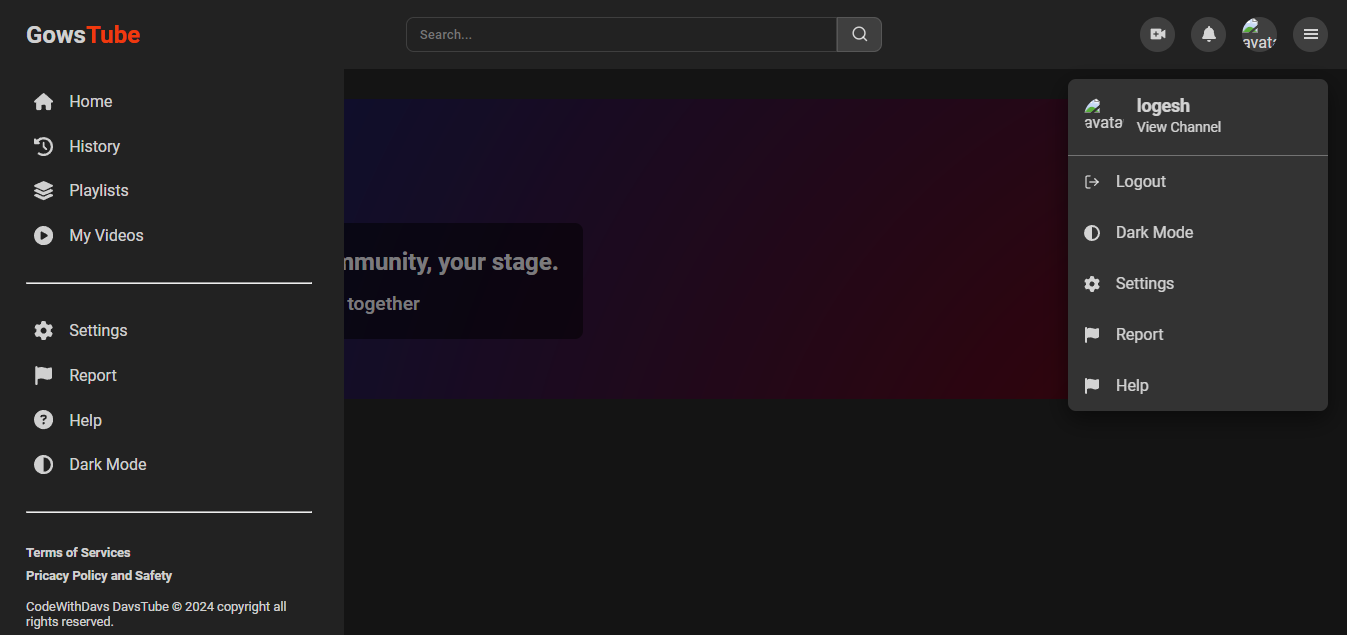 GowsTube
Search...
avata
Home
History
Playlists
My Videos
Settings
Report
Help
Dark Mode
Terms of Services
Pricacy Policy and Safety
CodeWithDavs DavsTube © 2024 copyright all
rights reserved.
mmunity, your stage.
together
avata
logesh
View Channel
Logout
Dark Mode
Settings
Report
Help